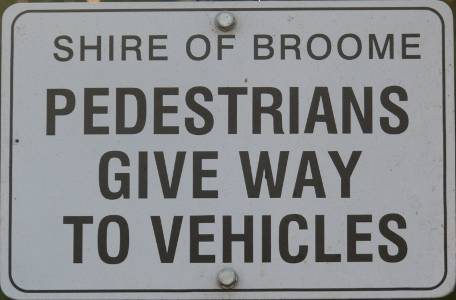 SHIRE OF BROOME
PEDESTRIANS
GIVE WAY
TO VEHICLES